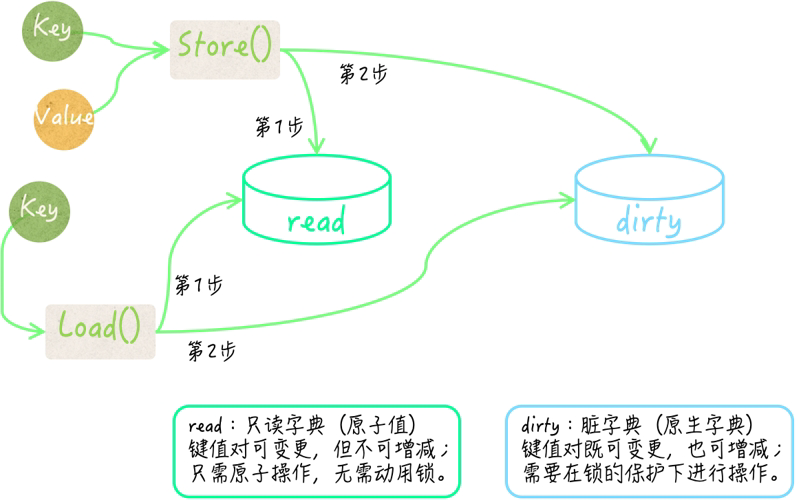 Key
Store()
第2步
Value
第1步
Key
read
dirty
第1步
Load()
第2步
read：只读字典（原子值）
键值对可变更，但不可增减；
只需原子操作，无需动用锁。
dirty：脏字典（原生字典）
键值对既可变更，也可增减；
需要在锁的保护下进行操作。